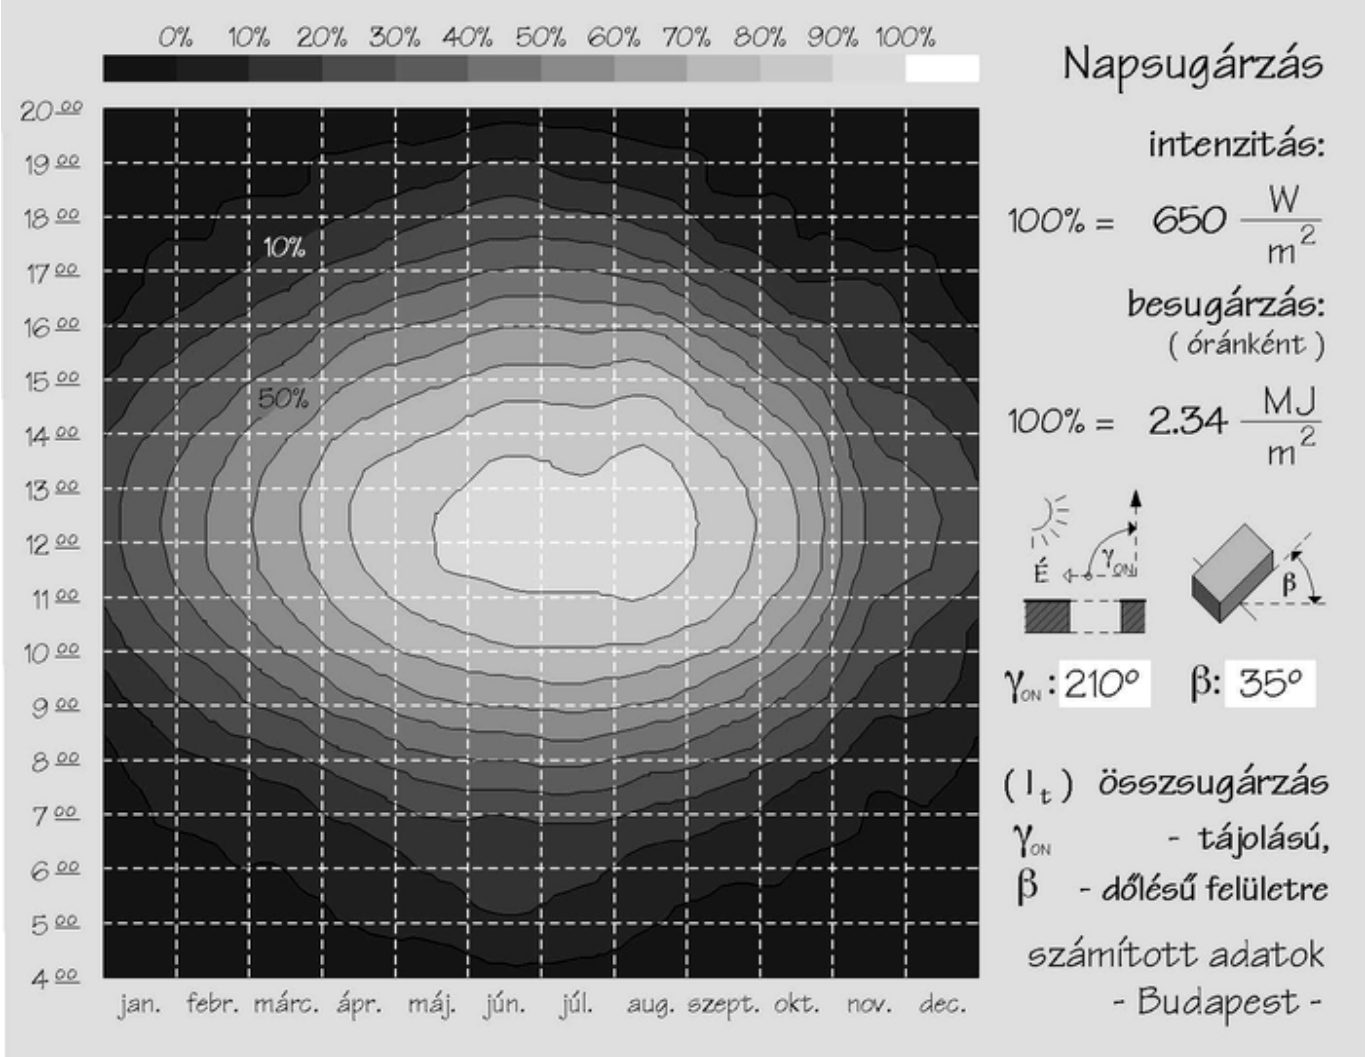 0% 10% 20% 30% 40% 50% 60% 70% 80% 90% 100%
20 00
19 00
18 00
17 00
16 00
15 00
14 00
13 00
12 00
11 00
10 00
9 00
8 00
7 00
6 00
5 00
4 00
10%
50%
jan. febr. márc. ápr. máj. jún. júl. aug. szept. okt. nov. dec.
Napsugárzás
intenzitás:
100% = 650 W/m²
besugárzás:
( óránként )
100% = 2.34 MJ/m²
É γON β
γON : 210° β: 35°
( It ) összsugárzás
γON - tájolású,
β - dőlésű felületre
számított adatok
- Budapest -